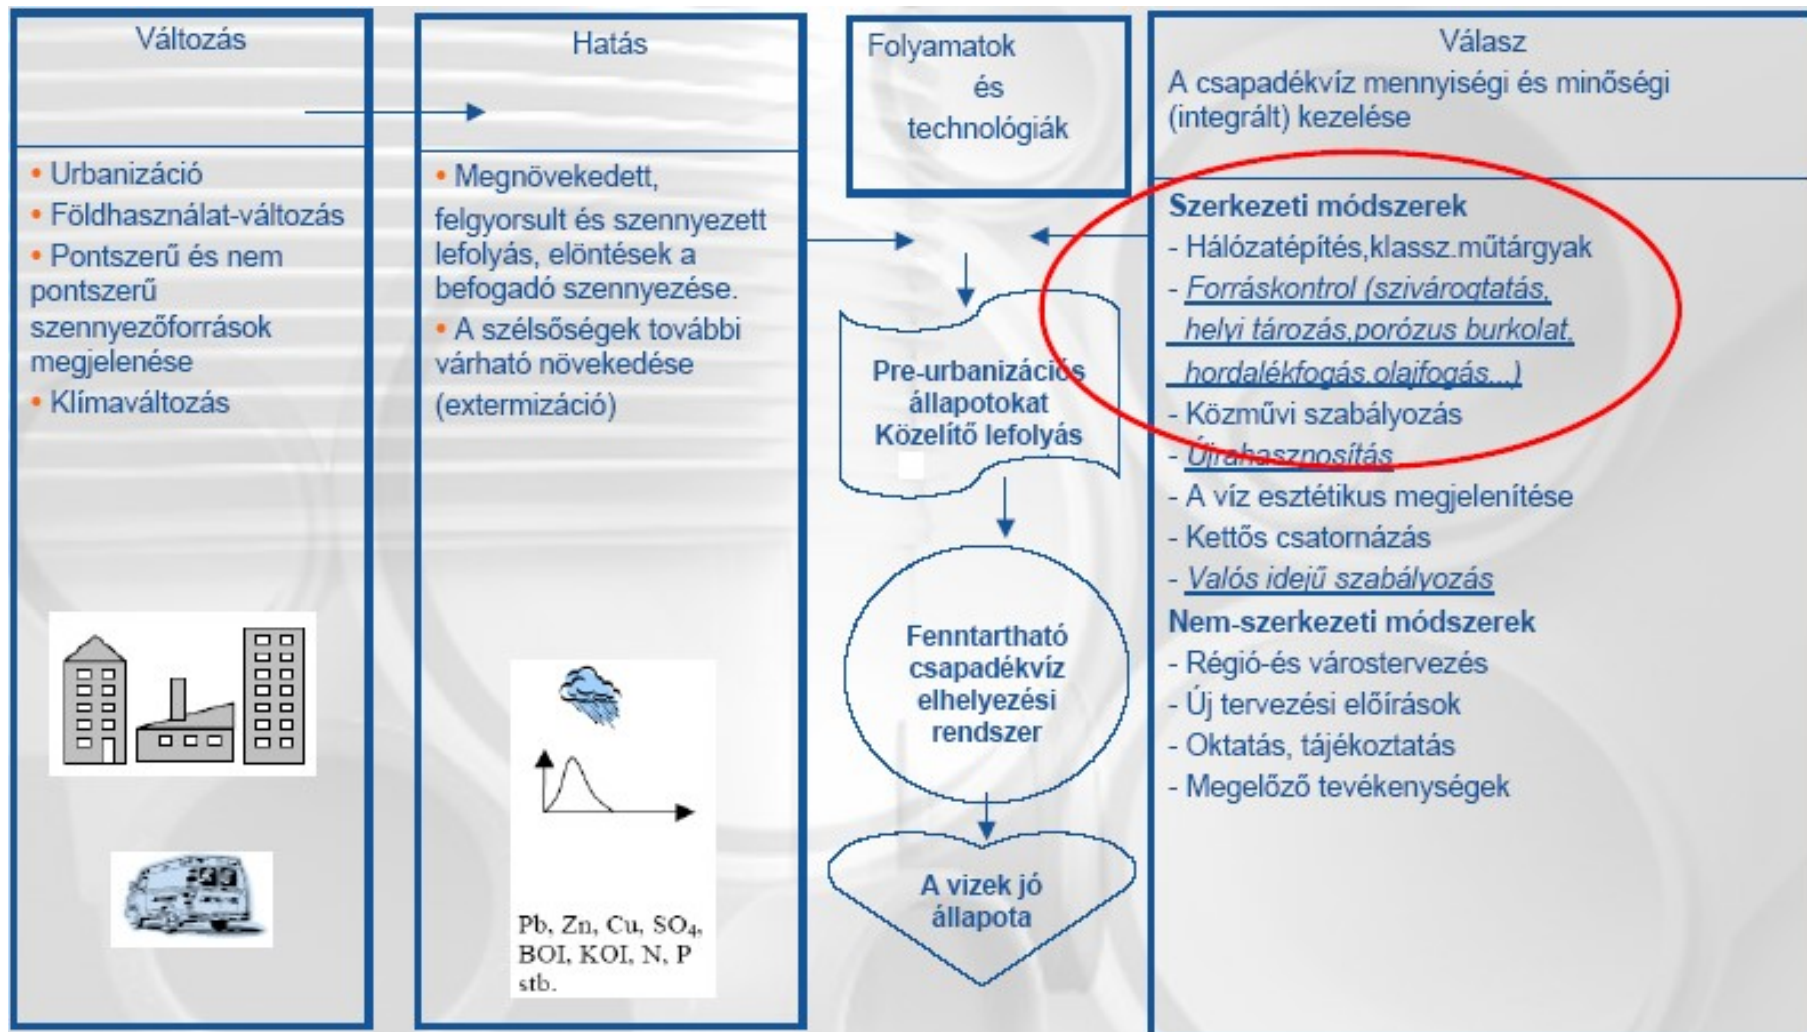 Változás
• Urbanizáció
• Földhasználat-változás
• Pontszerű és nem
pontszerű
szennyezőforrások
megjelenése
• Klímaváltozás
Hatás
• Megnövekedett,
felgyorsult és szennyezett
lefolyás, elöntések a
befogadó szennyezése.
• A szélsőségek további
várható növekedése
(extermizáció)
Pb, Zn, Cu, SO₄,
BOI, KOI, N, P
stb.
Folyamatok
és
technológiák
Pre-urbanizációs
állapotokat
Közelítő lefolyás
Fenntartható
csapadékvíz
elhelyezési
rendszer
A vizek jó
állapota
Válasz
A csapadékvíz mennyiségi és minőségi
(integrált) kezelése
Szerkezeti módszerek
- Hálózatépítés,klassz.műtárgyak
- Forráskontrol (szivárogtatás,
helyi tározás,porózus burkolat,
hordalékfogás,olajfogás...)
- Közművi szabályozás
- Újrahasznosítás
- A víz esztétikus megjelenítése
- Kettős csatornázás
- Valós idejű szabályozás
Nem-szerkezeti módszerek
- Régió-és várostervezés
- Új tervezési előírások
- Oktatás, tájékoztatás
- Megelőző tevékenységek